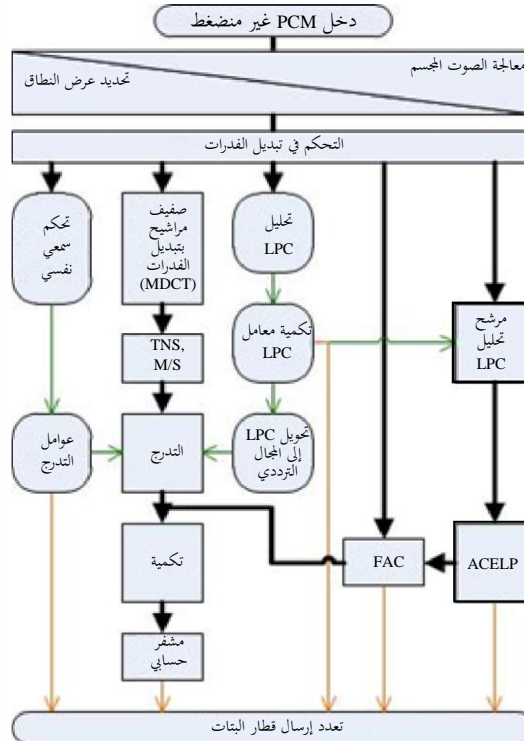 دخل PCM غير منضغط
معالجة الصوت المجسم
تحديد عرض النطاق
التحكم في تبديل القدرات
تحكم
سمعي
نفسي
صفيف
مراشيح
بتبديل
القدرات
(MDCT)
تحليل
LPC
تكمية معامل
LPC
مرشح
تحليل
LPC
TNS,
M/S
عوامل
التدرج
التدرج
تحويل LPC
إلى المجال
الترددي
تكمية
FAC
ACELP
مشفر
حسابي
تعدد إرسال قطار البتات